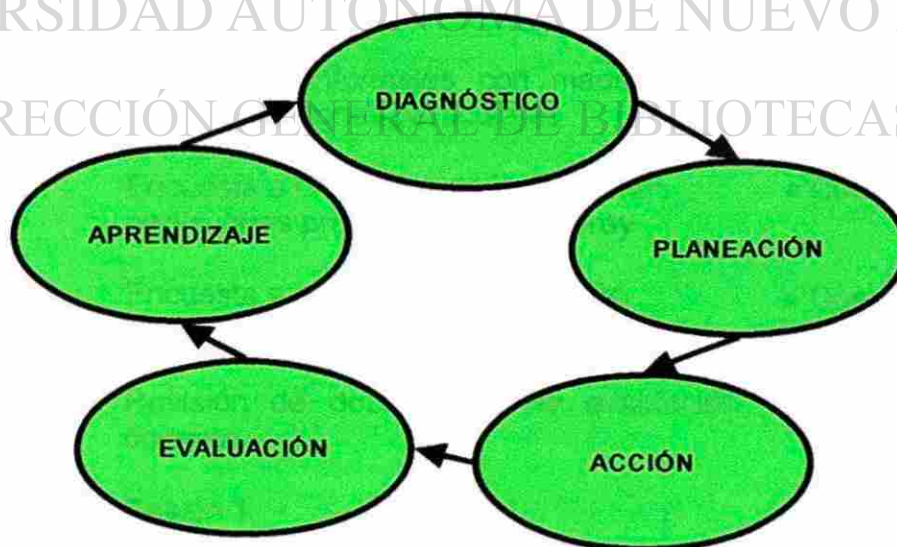 RSIDAD AUTÓNOMA DE NUEVO
DIAGNÓSTICO
RECCIÓN GENERAL DE BIBLIOTECAS
APRENDIZAJE
PLANEACIÓN
EVALUACIÓN
ACCIÓN